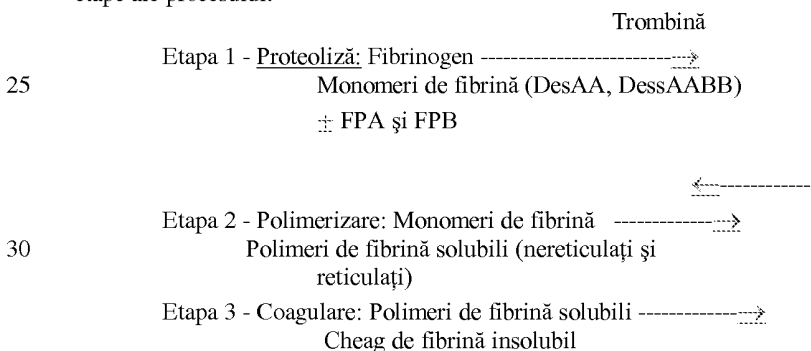 etape ale procesului:
Trombină
Etapa 1 - Proteoliză: Fibrinogen ------------------------->
25 Monomeri de fibrină (DesAA, DessAABB)
+ FPA şi FPB
<-----------
Etapa 2 - Polimerizare: Monomeri de fibrină ------------->
30 Polimeri de fibrină solubili (nereticulaţi şi
reticulaţi)
Etapa 3 - Coagulare: Polimeri de fibrină solubili ------------->
Cheag de fibrină insolubil